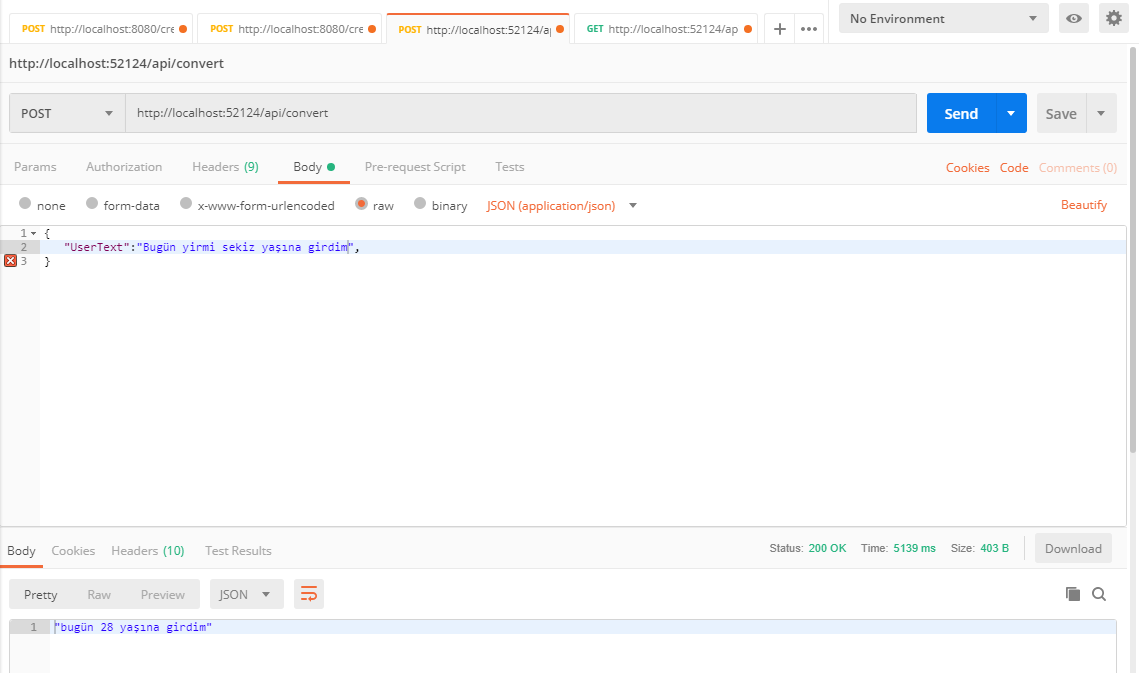 POST http://localhost:8080/cre POST http://localhost:8080/cre POST http://localhost:52124/a GET http://localhost:52124/ap No Environment
http://localhost:52124/api/convert
POST http://localhost:52124/api/convert Send Save
Params Authorization Headers (9) Body Pre-request Script Tests Cookies Code Comments (0)
none form-data x-www-form-urlencoded raw binary JSON (application/json) Beautify
1 {
2 "UserText":"Bugün yirmi sekiz yaşına girdim",
3 }
Body Cookies Headers (10) Test Results Status: 200 OK Time: 5139 ms Size: 403 B Download
Pretty Raw Preview JSON
1 "bugün 28 yaşına girdim"